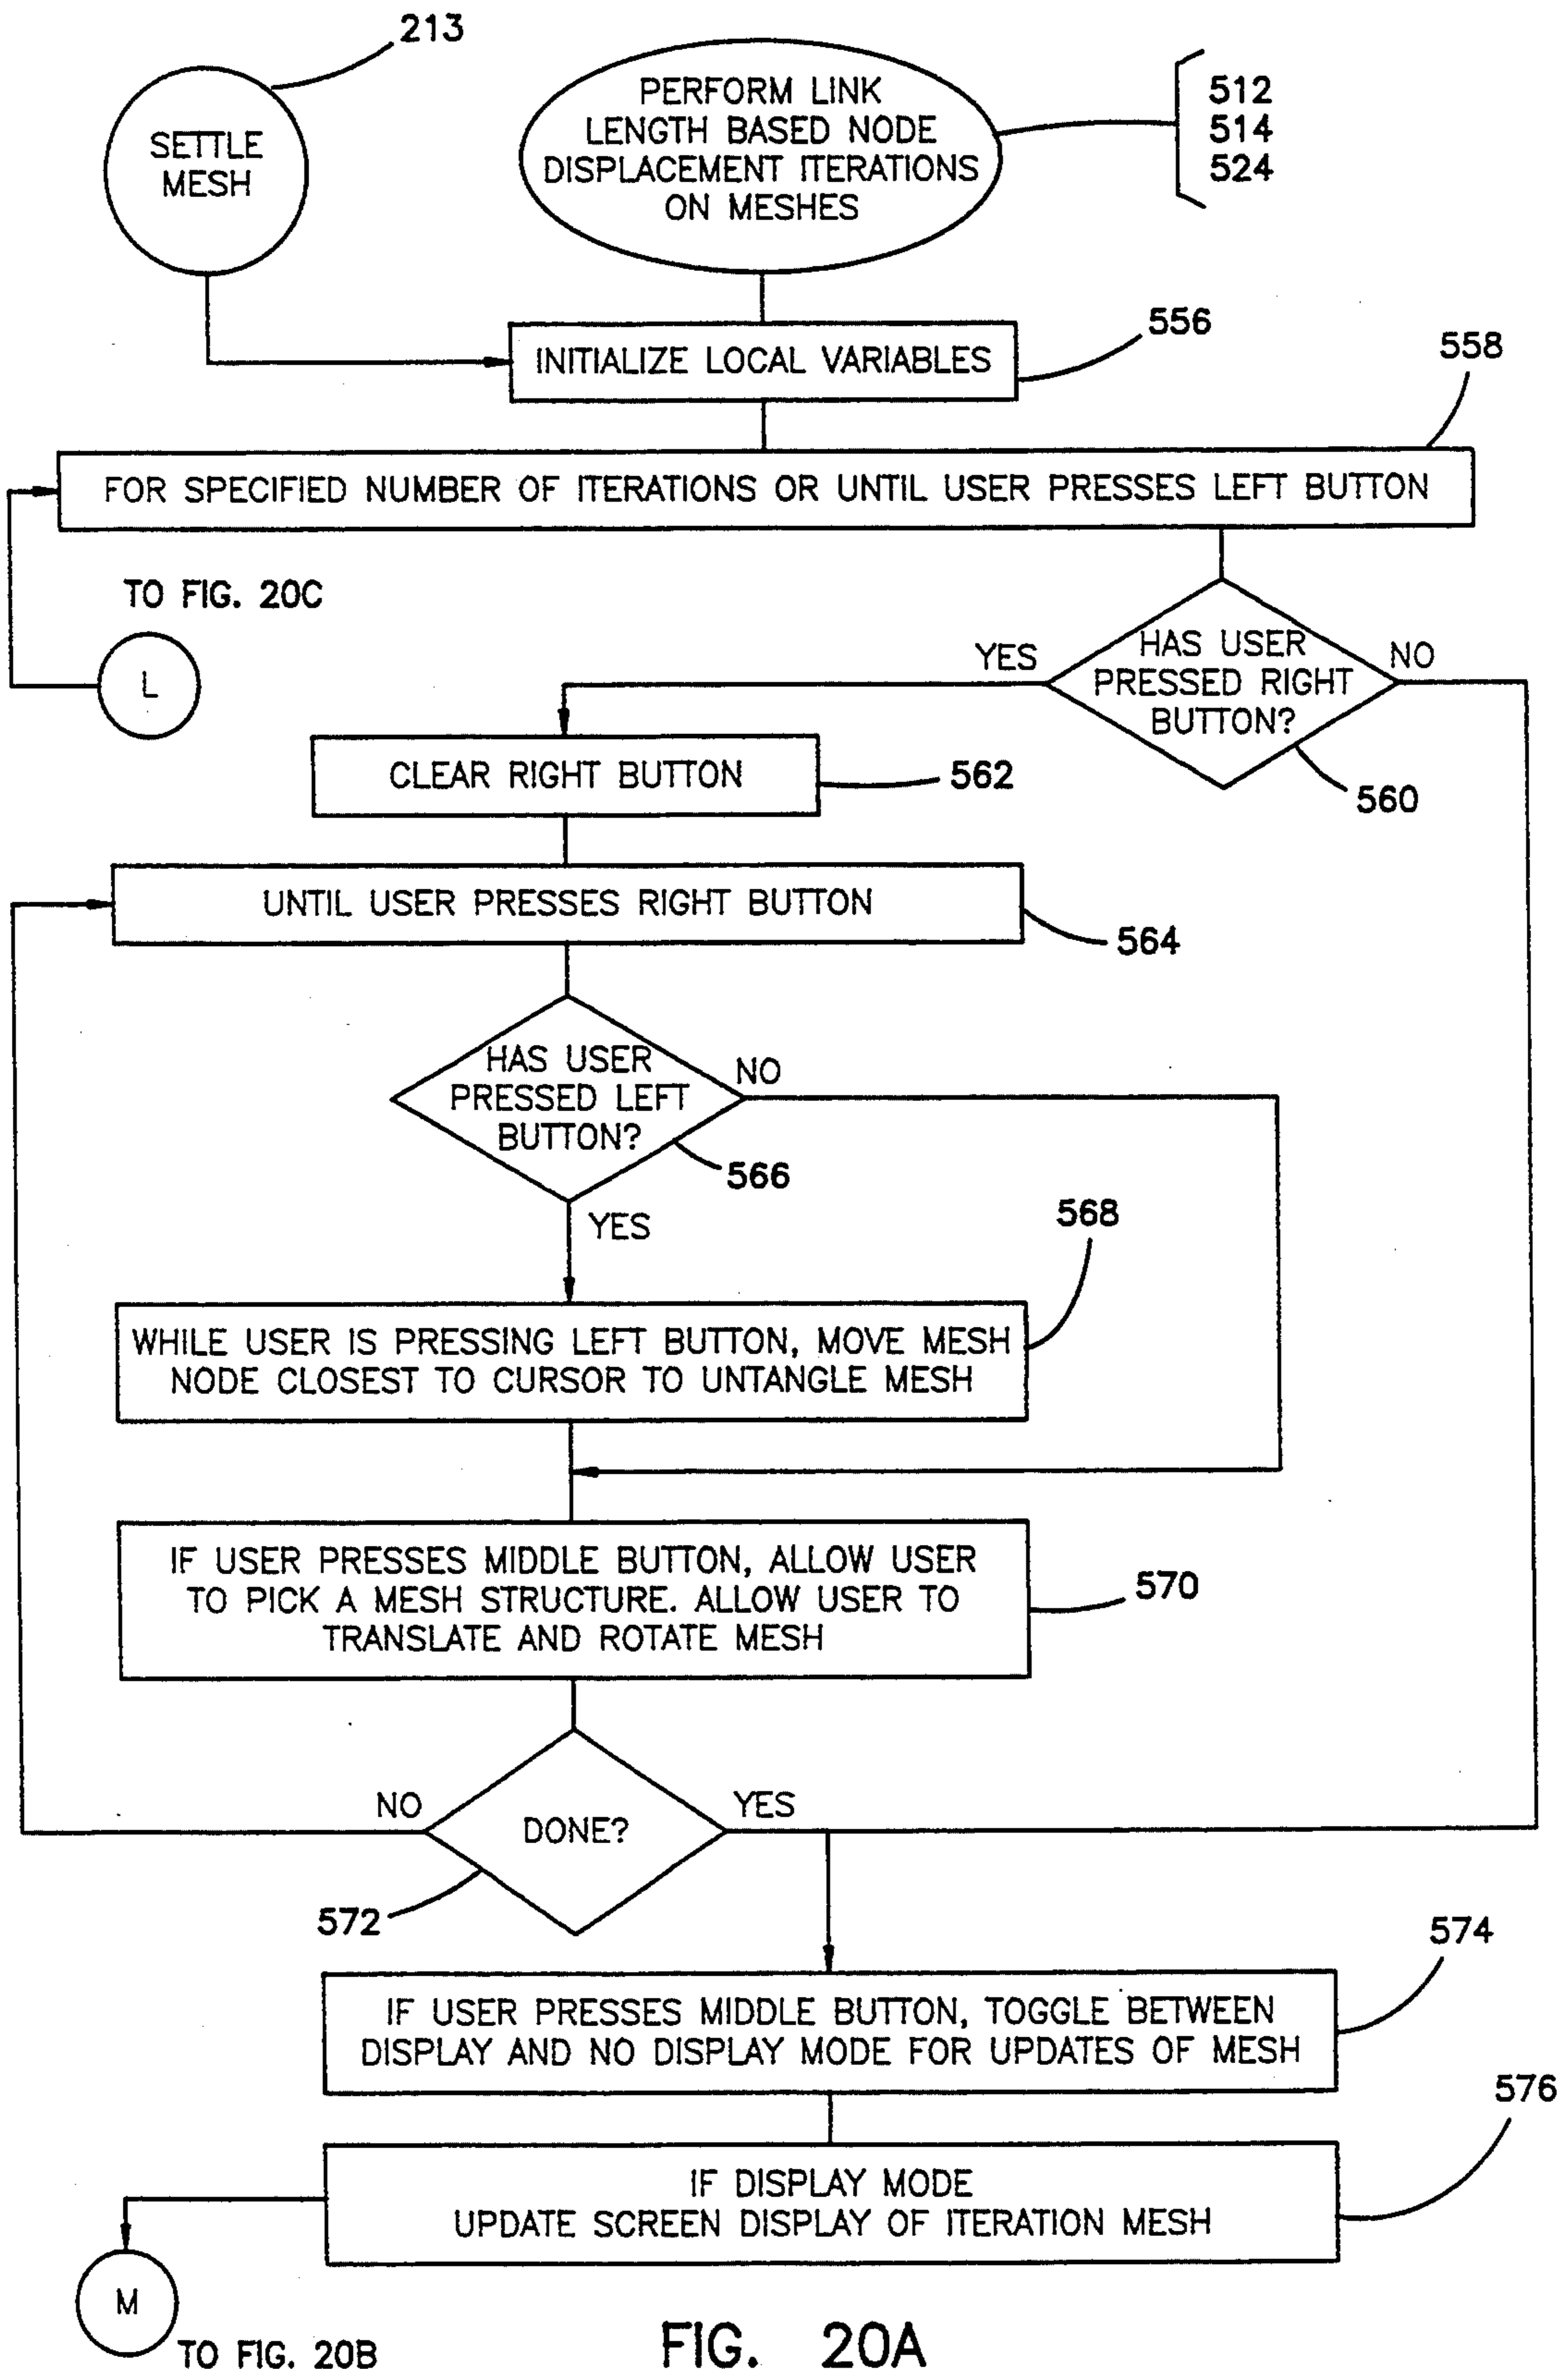 213
SETTLE
MESH
PERFORM LINK
LENGTH BASED NODE
DISPLACEMENT ITERATIONS
ON MESHES
512
514
524
INITIALIZE LOCAL VARIABLES
556
558
FOR SPECIFIED NUMBER OF ITERATIONS OR UNTIL USER PRESSES LEFT BUTTON
TO FIG. 20C
L
HAS USER
PRESSED RIGHT
BUTTON?
YES
NO
560
CLEAR RIGHT BUTTON
562
UNTIL USER PRESSES RIGHT BUTTON
564
HAS USER
PRESSED LEFT
BUTTON?
NO
566
YES
568
WHILE USER IS PRESSING LEFT BUTTON, MOVE MESH
NODE CLOSEST TO CURSOR TO UNTANGLE MESH
IF USER PRESSES MIDDLE BUTTON, ALLOW USER
TO PICK A MESH STRUCTURE. ALLOW USER TO
TRANSLATE AND ROTATE MESH
570
NO
DONE?
YES
572
574
IF USER PRESSES MIDDLE BUTTON, TOGGLE BETWEEN
DISPLAY AND NO DISPLAY MODE FOR UPDATES OF MESH
576
IF DISPLAY MODE
UPDATE SCREEN DISPLAY OF ITERATION MESH
M
TO FIG. 20B
FIG. 20A